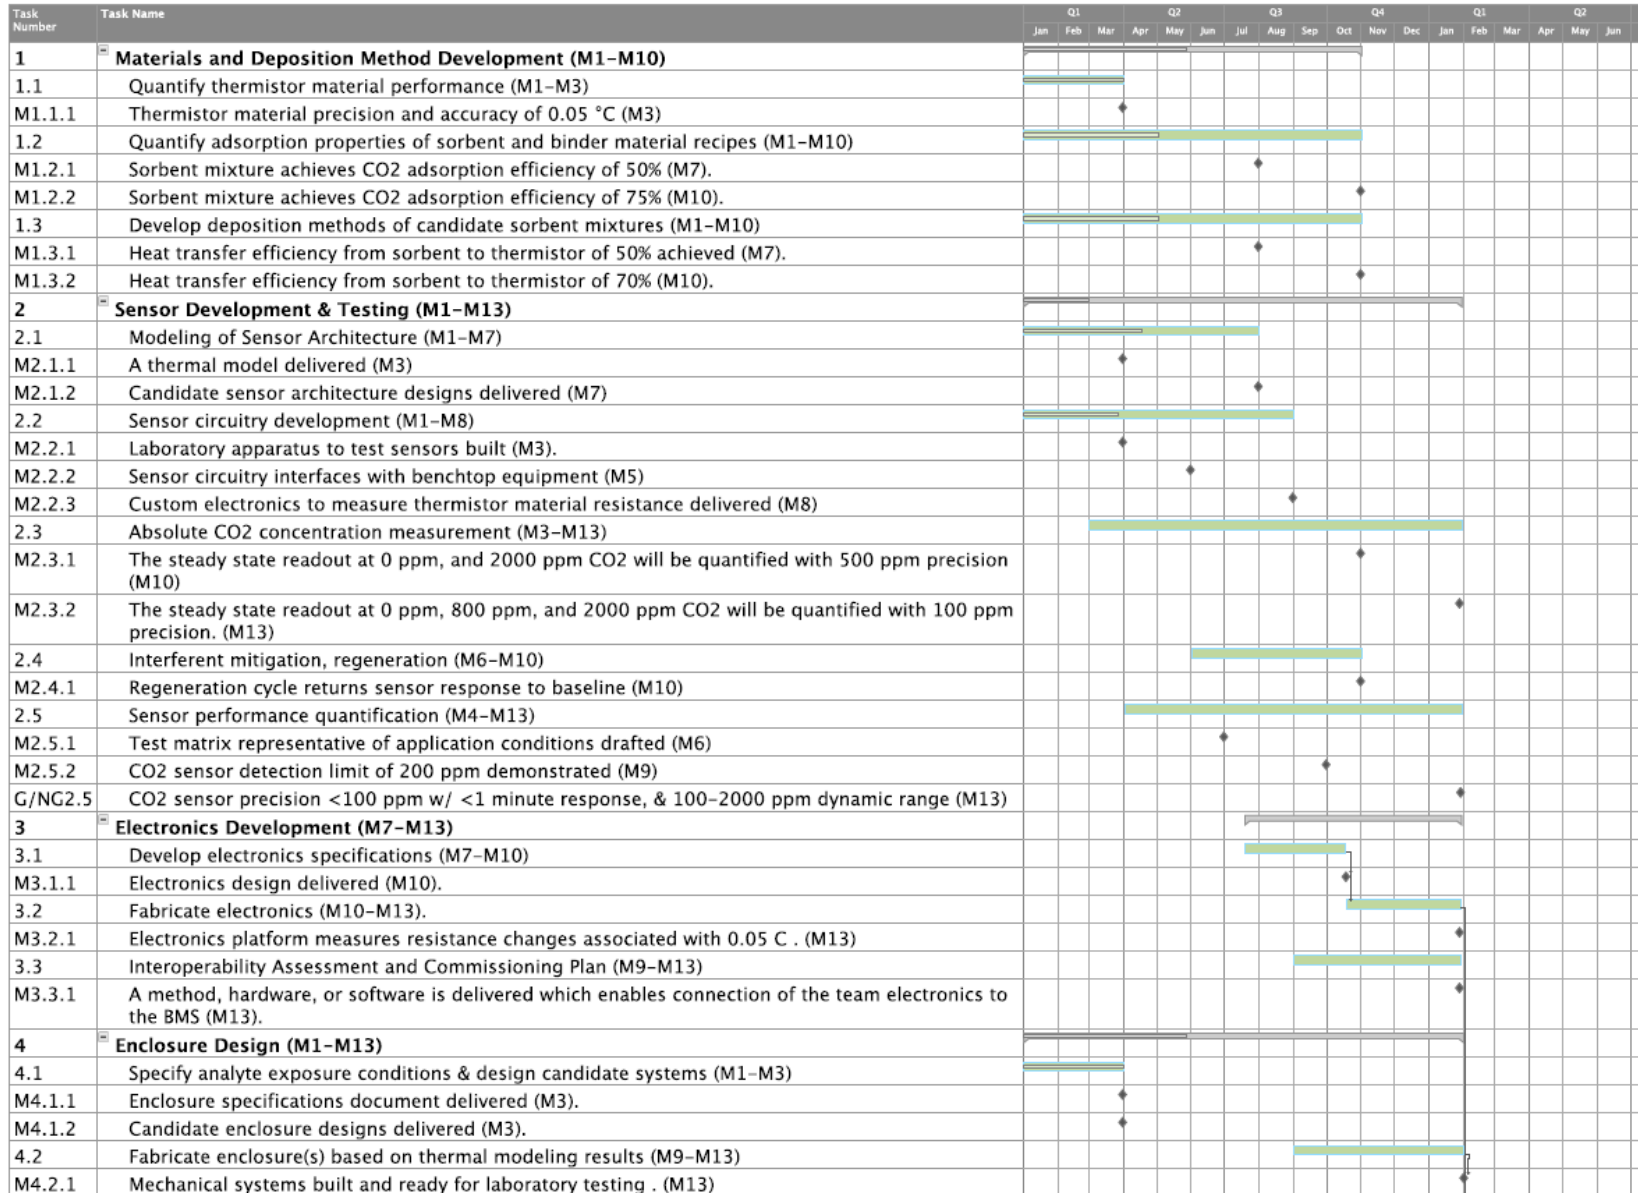 Task Number Task Name Q1 Q2 Q3 Q4 Q1 Q2
Jan Feb Mar Apr May Jun Jul Aug Sep Oct Nov Dec Jan Feb Mar Apr May Jun
1 Materials and Deposition Method Development (M1-M10)
1.1 Quantify thermistor material performance (M1-M3)
M1.1.1 Thermistor material precision and accuracy of 0.05 °C (M3)
1.2 Quantify adsorption properties of sorbent and binder material recipes (M1-M10)
M1.2.1 Sorbent mixture achieves CO2 adsorption efficiency of 50% (M7).
M1.2.2 Sorbent mixture achieves CO2 adsorption efficiency of 75% (M10).
1.3 Develop deposition methods of candidate sorbent mixtures (M1-M10)
M1.3.1 Heat transfer efficiency from sorbent to thermistor of 50% achieved (M7).
M1.3.2 Heat transfer efficiency from sorbent to thermistor of 70% (M10).
2 Sensor Development & Testing (M1-M13)
2.1 Modeling of Sensor Architecture (M1-M7)
M2.1.1 A thermal model delivered (M3)
M2.1.2 Candidate sensor architecture designs delivered (M7)
2.2 Sensor circuitry development (M1-M8)
M2.2.1 Laboratory apparatus to test sensors built (M3).
M2.2.2 Sensor circuitry interfaces with benchtop equipment (M5)
M2.2.3 Custom electronics to measure thermistor material resistance delivered (M8)
2.3 Absolute CO2 concentration measurement (M3-M13)
M2.3.1 The steady state readout at 0 ppm, and 2000 ppm CO2 will be quantified with 500 ppm precision
(M10)
M2.3.2 The steady state readout at 0 ppm, 800 ppm, and 2000 ppm CO2 will be quantified with 100 ppm
precision. (M13)
2.4 Interferent mitigation, regeneration (M6-M10)
M2.4.1 Regeneration cycle returns sensor response to baseline (M10)
2.5 Sensor performance quantification (M4-M13)
M2.5.1 Test matrix representative of application conditions drafted (M6)
M2.5.2 CO2 sensor detection limit of 200 ppm demonstrated (M9)
G/NG2.5 CO2 sensor precision <100 ppm w/ <1 minute response, & 100-2000 ppm dynamic range (M13)
3 Electronics Development (M7-M13)
3.1 Develop electronics specifications (M7-M10)
M3.1.1 Electronics design delivered (M10).
3.2 Fabricate electronics (M10-M13).
M3.2.1 Electronics platform measures resistance changes associated with 0.05 C . (M13)
3.3 Interoperability Assessment and Commissioning Plan (M9-M13)
M3.3.1 A method, hardware, or software is delivered which enables connection of the team electronics to
the BMS (M13).
4 Enclosure Design (M1-M13)
4.1 Specify analyte exposure conditions & design candidate systems (M1-M3)
M4.1.1 Enclosure specifications document delivered (M3).
M4.1.2 Candidate enclosure designs delivered (M3).
4.2 Fabricate enclosure(s) based on thermal modeling results (M9-M13)
M4.2.1 Mechanical systems built and ready for laboratory testing . (M13)